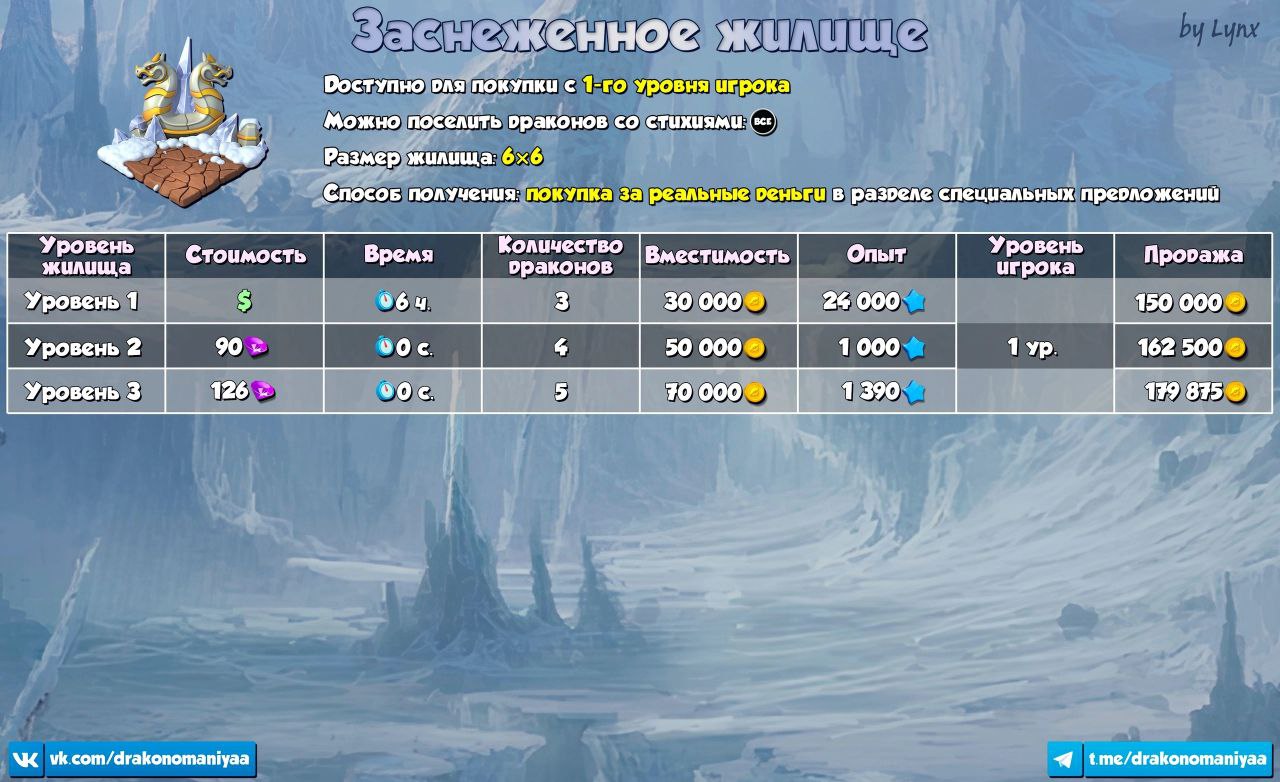 Заснеженное жилище
by Lynx
Доступно для покупки с 1-го уровня игрока
Можно поселить драконов со стихиями: ВСЕ
Размер жилища: 6×6
Способ получения: покупка за реальные деньги в разделе специальных предложений
Уровень жилища Стоимость Время Количество драконов Вместимость Опыт Уровень игрока Продажа
Уровень 1 $ 6 ч. 3 30 000 24 000 150 000
Уровень 2 90 0 с. 4 50 000 1 000 1 ур. 162 500
Уровень 3 126 0 с. 5 70 000 1 390 179 875
vk.com/drakonomaniyaa
t.me/drakonomaniyaa